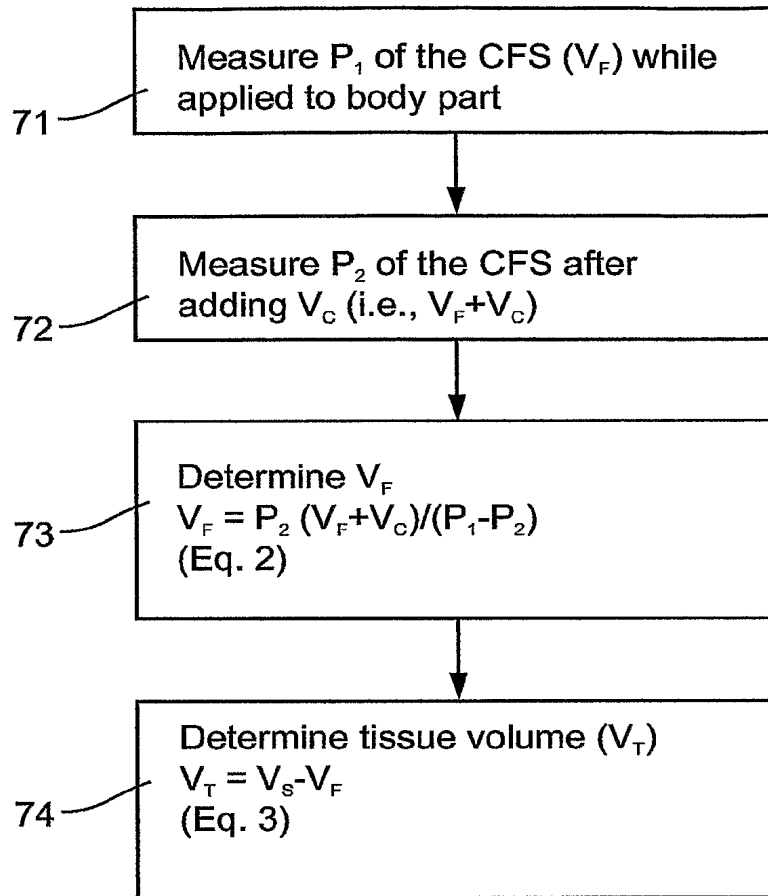 Measure P₁ of the CFS (V_F) while
applied to body part
71
Measure P₂ of the CFS after
adding V_C (i.e., V_F+V_C)
72
Determine V_F
V_F = P₂ (V_F+V_C)/(P₁-P₂)
(Eq. 2)
73
Determine tissue volume (V_T)
V_T = V_S-V_F
(Eq. 3)
74